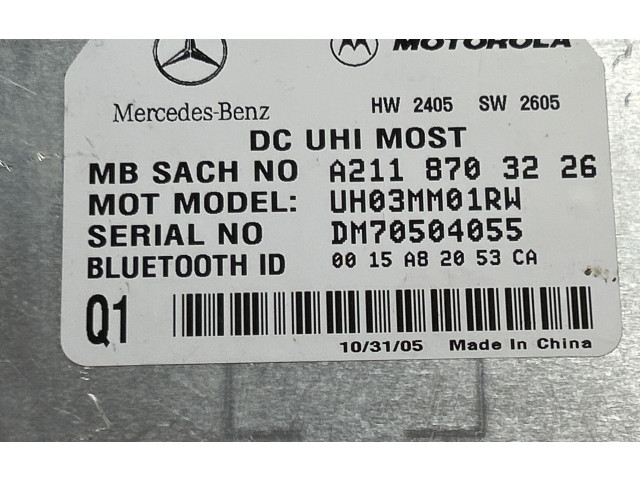 MOTOROLA
Mercedes-Benz HW 2405 SW 2605
DC UHI MOST
MB SACH NO A211 870 32 26
MOT MODEL: UH03MM01RW
SERIAL NO DM70504055
BLUETOOTH ID 00 15 A8 20 53 CA
Q1
10/31/05 Made In China